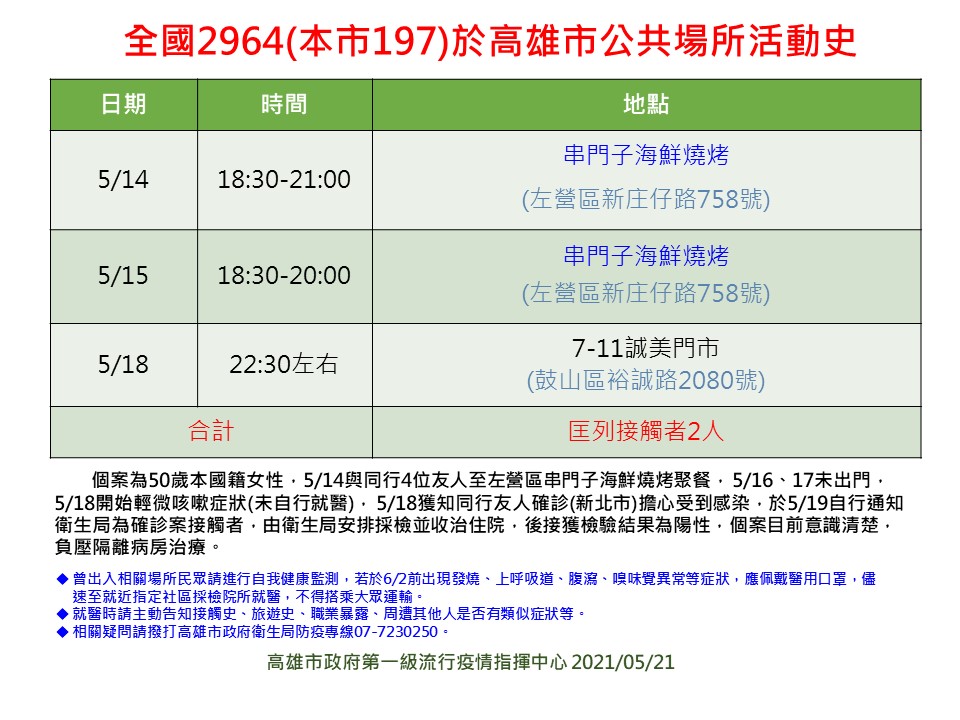 全國2964(本市197)於高雄市公共場所活動史
日期 時間 地點
5/14 18:30-21:00 串門子海鮮燒烤
(左營區新庄仔路758號)
5/15 18:30-20:00 串門子海鮮燒烤
(左營區新庄仔路758號)
5/18 22:30左右 7-11誠美門市
(鼓山區裕誠路2080號)
合計 匡列接觸者2人
個案為50歲本國籍女性，5/14與同行4位友人至左營區串門子海鮮燒烤聚餐，5/16、17未出門，
5/18開始輕微咳嗽症狀(未自行就醫)，5/18獲知同行友人確診(新北市)擔心受到感染，於5/19自行通知
衛生局為確診案接觸者，由衛生局安排採檢並收治住院，後接獲檢驗結果為陽性，個案目前意識清楚，
負壓隔離病房治療。
◆曾出入相關場所民眾請進行自我健康監測，若於6/2前出現發燒、上呼吸道、腹瀉、嗅味覺異常等症狀，應佩戴醫用口罩，儘
速至就近指定社區採檢院所就醫，不得搭乘大眾運輸。
◆就醫時請主動告知接觸史、旅遊史、職業暴露、周遭其他人是否有類似症狀等。
◆相關疑問請撥打高雄市政府衛生局防疫專線07-7230250。
高雄市政府第一級流行疫情指揮中心 2021/05/21